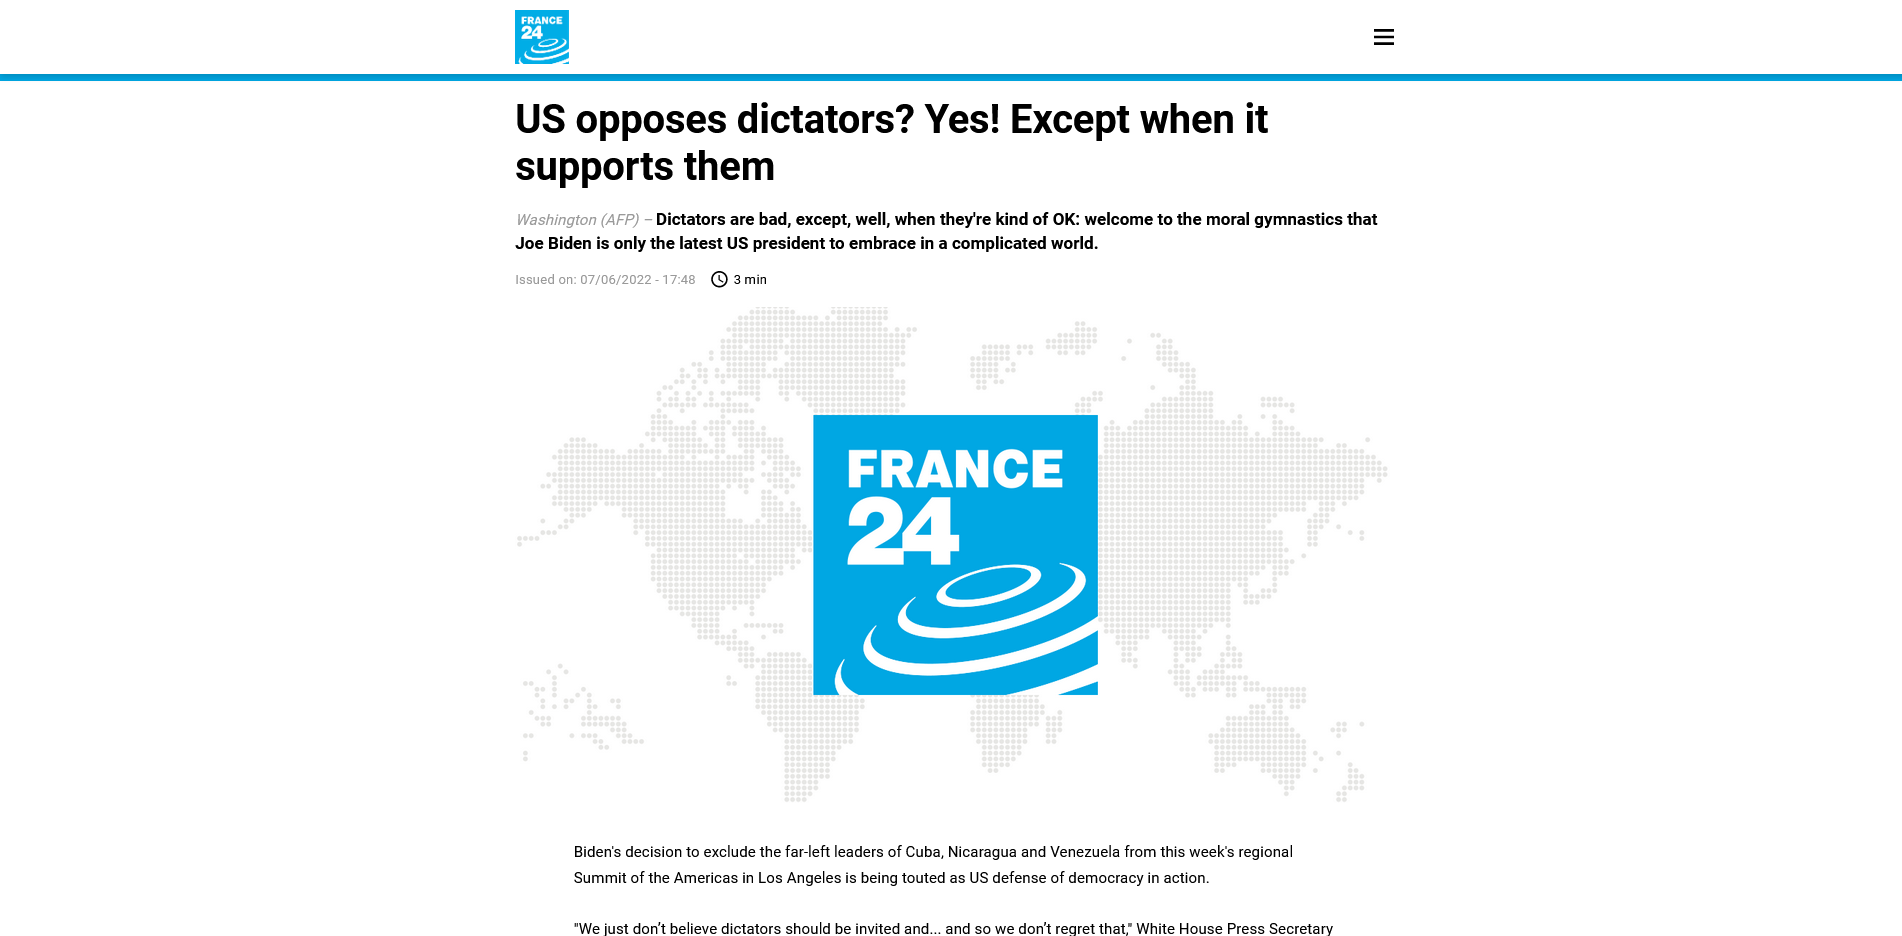 FRANCE
24
US opposes dictators? Yes! Except when it
supports them
Washington (AFP) – Dictators are bad, except, well, when they're kind of OK: welcome to the moral gymnastics that
Joe Biden is only the latest US president to embrace in a complicated world.
Issued on: 07/06/2022 - 17:48 3 min
FRANCE
24
Biden's decision to exclude the far-left leaders of Cuba, Nicaragua and Venezuela from this week's regional
Summit of the Americas in Los Angeles is being touted as US defense of democracy in action.
"We just don’t believe dictators should be invited and... and so we don’t regret that," White House Press Secretary